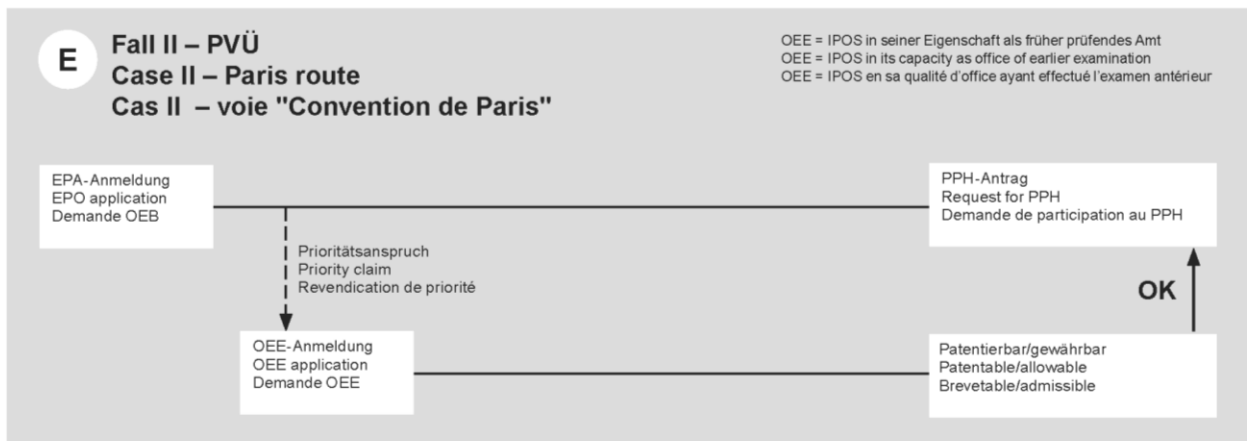 E
Fall II – PVÜ
Case II – Paris route
Cas II – voie "Convention de Paris"
OEE = IPOS in seiner Eigenschaft als früher prüfendes Amt
OEE = IPOS in its capacity as office of earlier examination
OEE = IPOS en sa qualité d'office ayant effectué l'examen antérieur
EPA-Anmeldung
EPO application
Demande OEB
PPH-Antrag
Request for PPH
Demande de participation au PPH
Prioritätsanspruch
Priority claim
Revendication de priorité
OK
OEE-Anmeldung
OEE application
Demande OEE
Patentierbar/gewährbar
Patentable/allowable
Brevetable/admissible